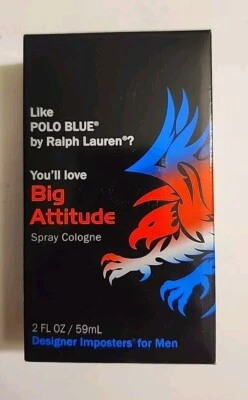 Like
POLO BLUE®
by Ralph Lauren®?
You'll love
Big
Attitude
Spray Cologne
2 FL OZ / 59mL
Designer Imposters® for Men